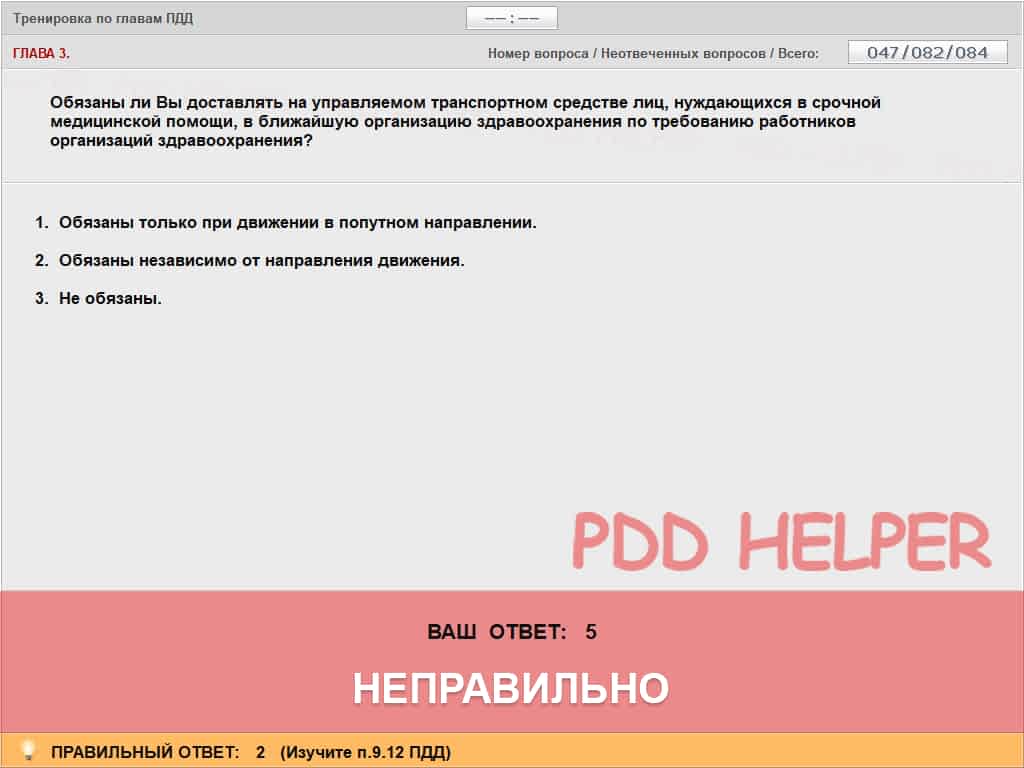 Тренировка по главам ПДД
—— : ——
ГЛАВА 3.
Номер вопроса / Неотвеченных вопросов / Всего:
047/082/084
Обязаны ли Вы доставлять на управляемом транспортном средстве лиц, нуждающихся в срочной
медицинской помощи, в ближайшую организацию здравоохранения по требованию работников
организаций здравоохранения?
1. Обязаны только при движении в попутном направлении.
2. Обязаны независимо от направления движения.
3. Не обязаны.
PDD HELPER
ВАШ ОТВЕТ: 5
НЕПРАВИЛЬНО
ПРАВИЛЬНЫЙ ОТВЕТ: 2 (Изучите п.9.12 ПДД)